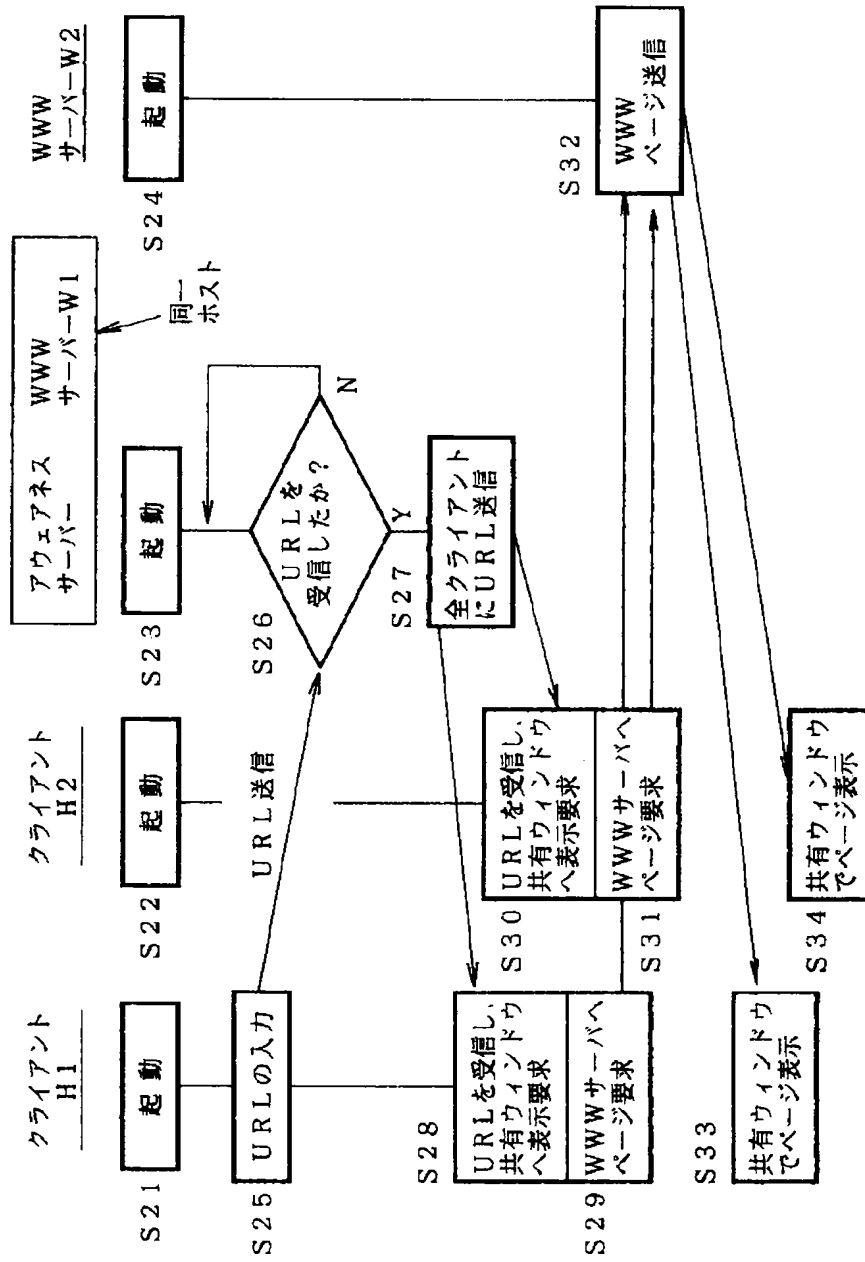 クライアント
H1
クライアント
H2
アウェアネス
サーバー
WWW
サーバーW1
WWW
サーバーW2
同一
ホスト
S21
起動
S22
起動
S23
起動
S24
起動
S25
URLの入力
URL送信
S26
URLを
受信したか?
N
Y
S27
全クライアント
にURL送信
S28
URLを受信し、
共有ウィンドウ
へ表示要求
S29
WWWサーバへ
ページ要求
S30
URLを受信し、
共有ウィンドウ
へ表示要求
S31
WWWサーバへ
ページ要求
S32
WWW
ページ送信
S33
共有ウィンドウ
でページ表示
S34
共有ウィンドウ
でページ表示